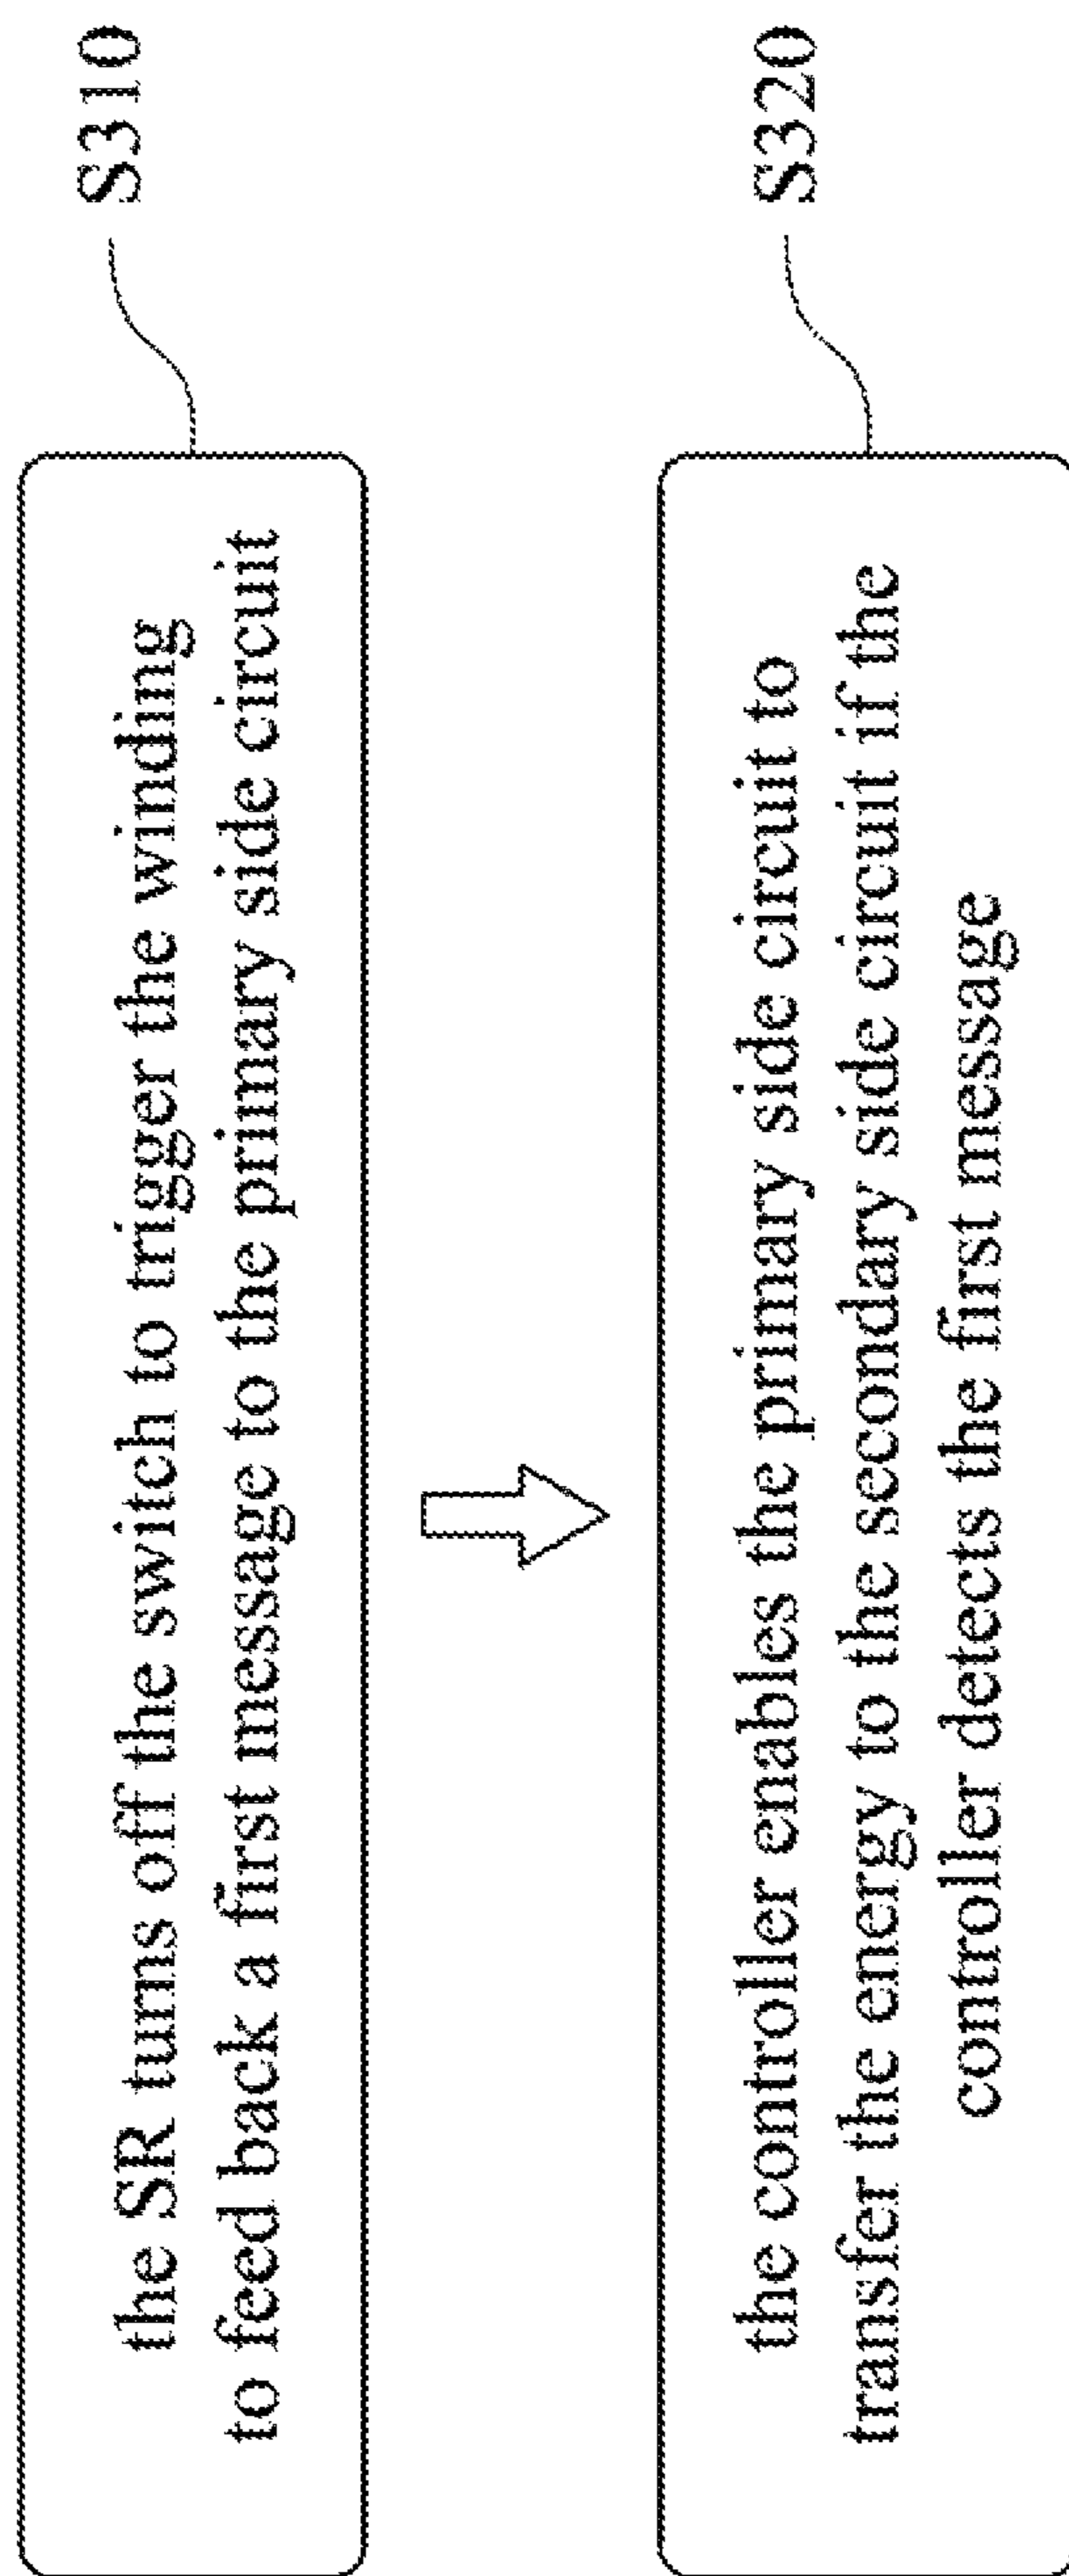 the SR turns off the switch to trigger the winding
to feed back a first message to the primary side circuit
S310
the controller enables the primary side circuit to
transfer the energy to the secondary side circuit if the
controller detects the first message
S320